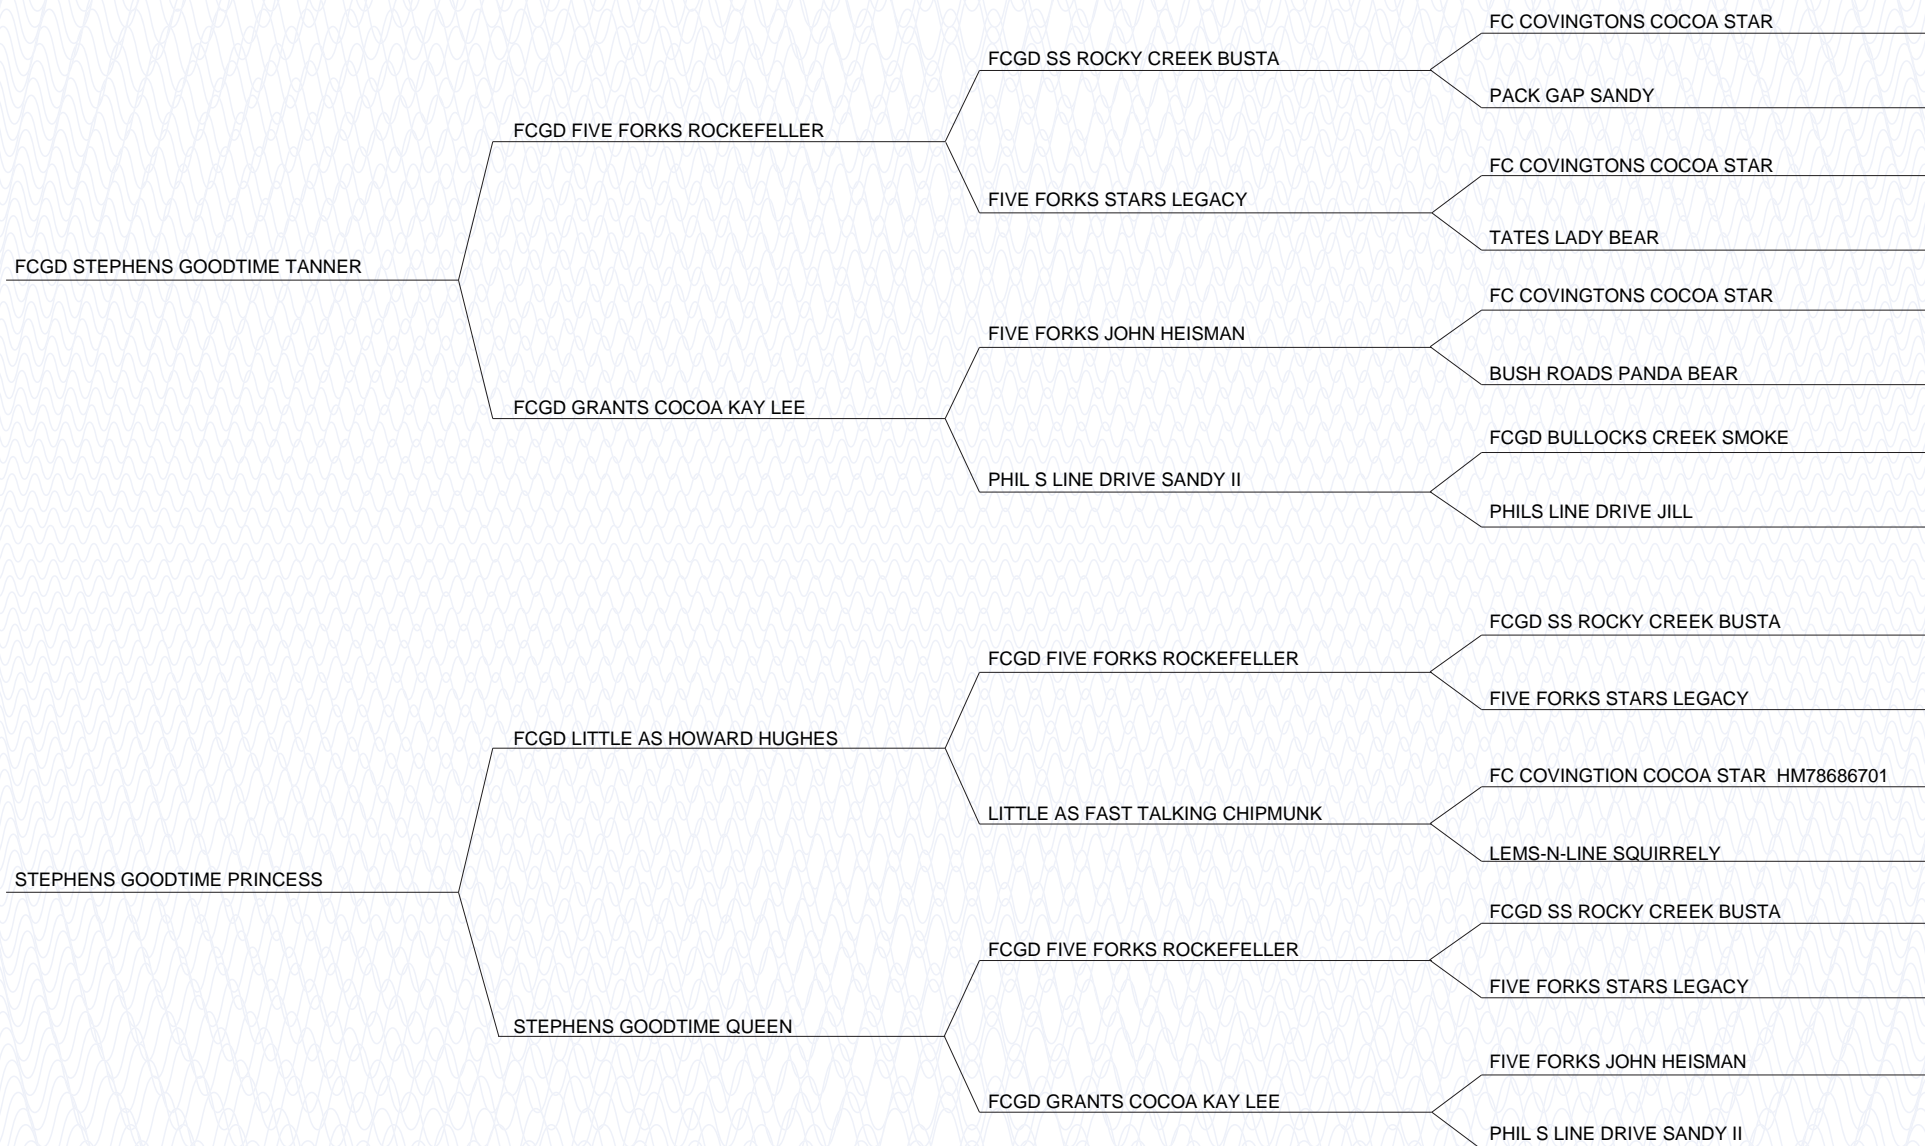 FC COVINGTONS COCOA STAR
FCGD SS ROCKY CREEK BUSTA
PACK GAP SANDY
FCGD FIVE FORKS ROCKEFELLER
FC COVINGTONS COCOA STAR
FIVE FORKS STARS LEGACY
TATES LADY BEAR
FCGD STEPHENS GOODTIME TANNER
FC COVINGTONS COCOA STAR
FIVE FORKS JOHN HEISMAN
BUSH ROADS PANDA BEAR
FCGD GRANTS COCOA KAY LEE
FCGD BULLOCKS CREEK SMOKE
PHIL S LINE DRIVE SANDY II
PHILS LINE DRIVE JILL
FCGD SS ROCKY CREEK BUSTA
FCGD FIVE FORKS ROCKEFELLER
FIVE FORKS STARS LEGACY
FCGD LITTLE AS HOWARD HUGHES
FC COVINGTION COCOA STAR  HM78686701
LITTLE AS FAST TALKING CHIPMUNK
LEMS-N-LINE SQUIRRELY
STEPHENS GOODTIME PRINCESS
FCGD SS ROCKY CREEK BUSTA
FCGD FIVE FORKS ROCKEFELLER
FIVE FORKS STARS LEGACY
STEPHENS GOODTIME QUEEN
FIVE FORKS JOHN HEISMAN
FCGD GRANTS COCOA KAY LEE
PHIL S LINE DRIVE SANDY II